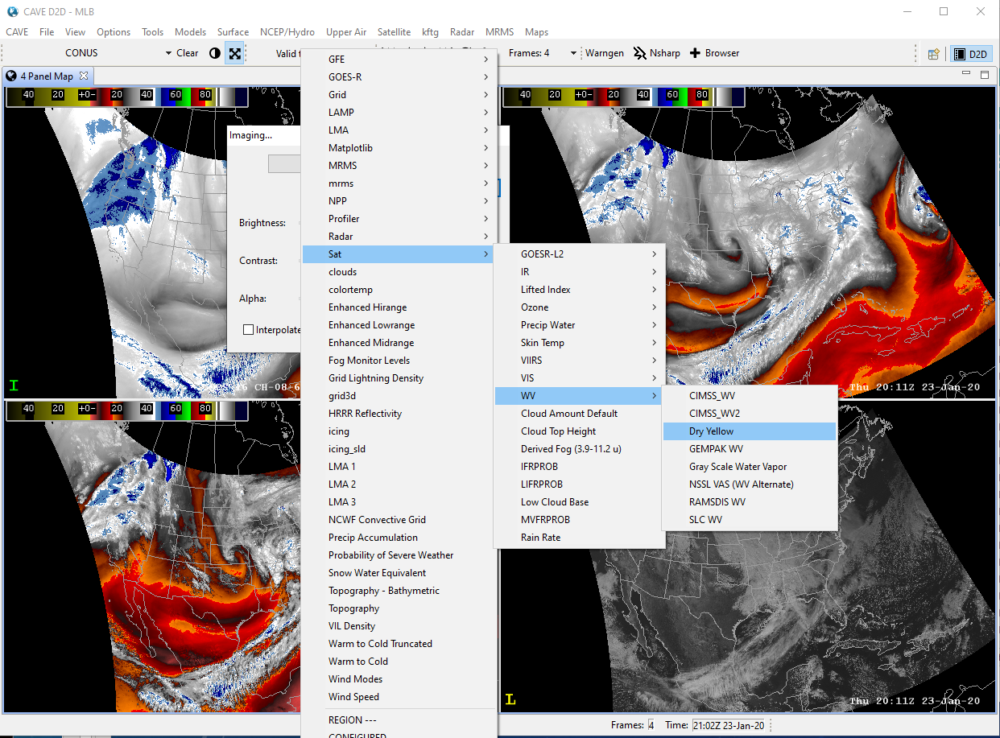 CAVE D2D - MLB
CAVE File View Options Tools Models Surface NCEP/Hydro Upper Air Satellite kftg Radar MRMS Maps
CONUS Clear Valid Frames: 4 Warngen Nsharp Browser D2D
4 Panel Map
40 20 +0- 20 40 60 80
40 20 +0- 20 40 60 80
Imaging...
Brightness:
Contrast:
Alpha:
Interpolate
I
CH-08-6
Thu 20:11Z 23-Jan-20
40 20 +0- 20 40 60 80
GFE
GOES-R
Grid
LAMP
LMA
Matplotlib
MRMS
mrms
NPP
Profiler
Radar
Sat
clouds
colortemp
Enhanced Hirange
Enhanced Lowrange
Enhanced Midrange
Fog Monitor Levels
Grid Lightning Density
grid3d
HRRR Reflectivity
icing
icing_sld
LMA 1
LMA 2
LMA 3
NCWF Convective Grid
Precip Accumulation
Probability of Severe Weather
Snow Water Equivalent
Topography - Bathymetric
Topography
VIL Density
Warm to Cold Truncated
Warm to Cold
Wind Modes
Wind Speed
REGION ---
CONFIGURED
GOESR-L2
IR
Lifted Index
Ozone
Precip Water
Skin Temp
VIIRS
VIS
WV
Cloud Amount Default
Cloud Top Height
Derived Fog (3.9-11.2 u)
IFRPROB
LIFRPROB
Low Cloud Base
MVFRPROB
Rain Rate
CIMSS_WV
CIMSS_WV2
Dry Yellow
GEMPAK WV
Gray Scale Water Vapor
NSSL VAS (WV Alternate)
RAMSDIS WV
SLC WV
L
Thu 20:11Z 23-Jan-20
Frames: 4 Time: 21:02Z 23-Jan-20